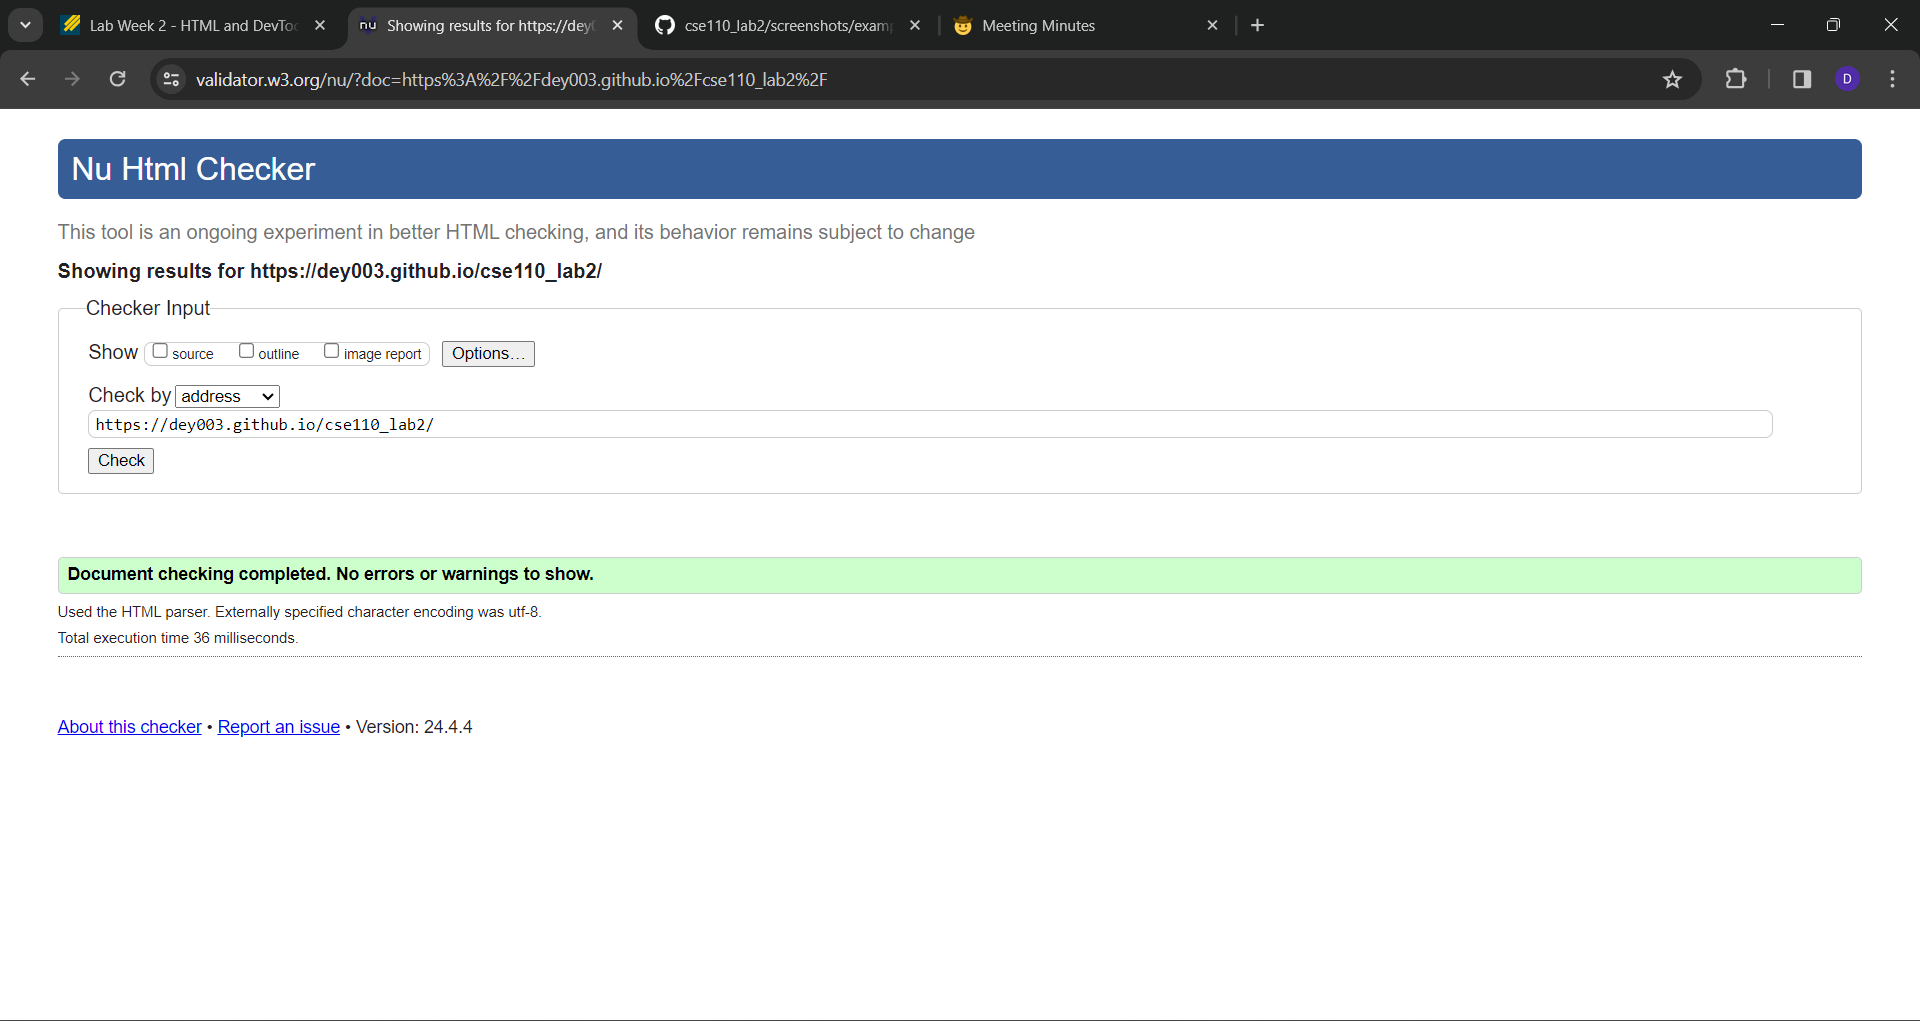 Lab Week 2 - HTML and DevToo
nu Showing results for https://dey0
cse110_lab2/screenshots/examp
Meeting Minutes
validator.w3.org/nu/?doc=https%3A%2F%2Fdey003.github.io%2Fcse110_lab2%2F
D
Nu Html Checker
This tool is an ongoing experiment in better HTML checking, and its behavior remains subject to change
Showing results for https://dey003.github.io/cse110_lab2/
Checker Input
Show source outline image report Options...
Check by address
https://dey003.github.io/cse110_lab2/
Check
Document checking completed. No errors or warnings to show.
Used the HTML parser. Externally specified character encoding was utf-8.
Total execution time 36 milliseconds.
About this checker • Report an issue • Version: 24.4.4